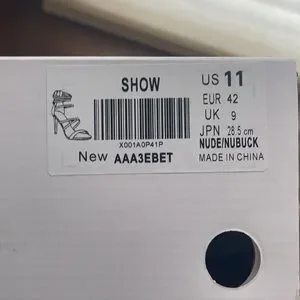 SHOW
X001A0P41P
New AAA3EBET
US 11
EUR 42
UK 9
JPN 28.5 cm
NUDE/NUBUCK
MADE IN CHINA